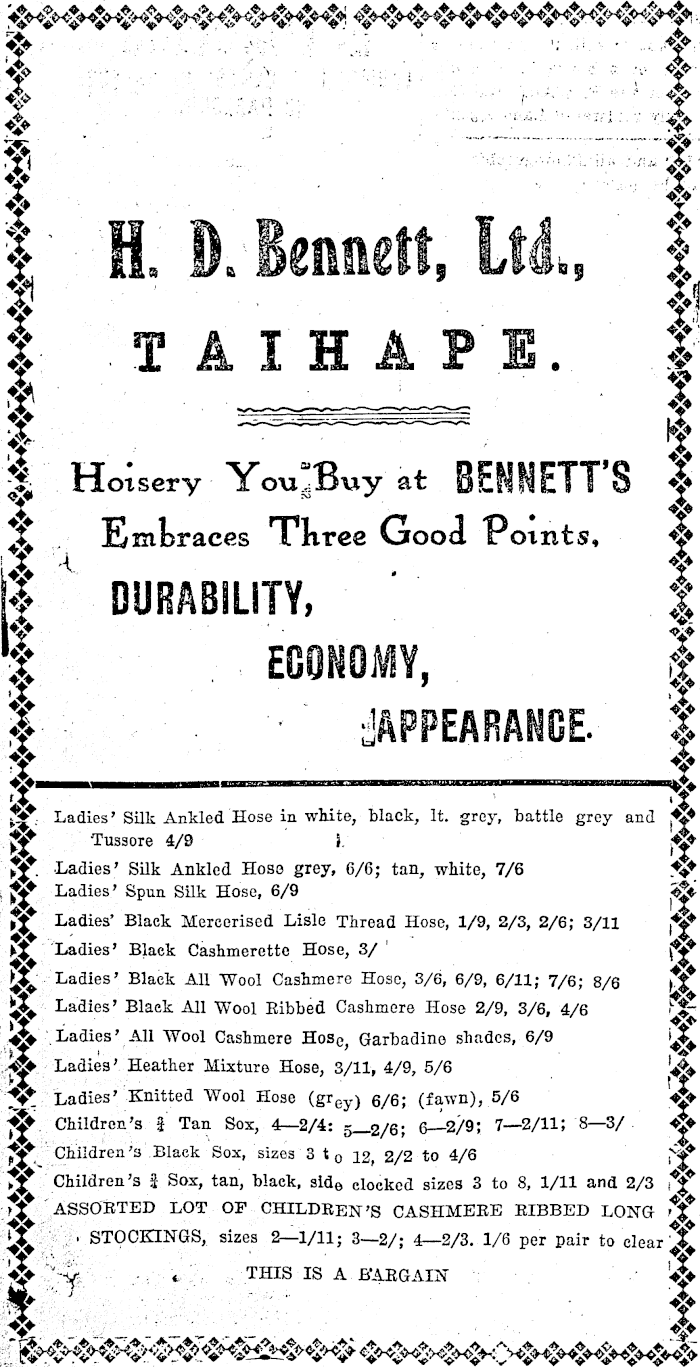 H. D. Bennett, Ltd.,
TAIHAPE.
Hoisery You Buy at BENNETT'S
Embraces Three Good Points,
DURABILITY,
ECONOMY,
APPEARANCE.
Ladies' Silk Ankled Hose in white, black, lt. grey, battle grey and
Tussore 4/9
Ladies' Silk Ankled Hose grey, 6/6; tan, white, 7/6
Ladies' Spun Silk Hose, 6/9
Ladies' Black Mercerised Lisle Thread Hose, 1/9, 2/3, 2/6; 3/11
Ladies' Black Cashmerette Hose, 3/
Ladies' Black All Wool Cashmere Hose, 3/6, 6/9, 6/11; 7/6; 8/6
Ladies' Black All Wool Ribbed Cashmere Hose 2/9, 3/6, 4/6
Ladies' All Wool Cashmere Hose, Garbadine shades, 6/9
Ladies' Heather Mixture Hose, 3/11, 4/9, 5/6
Ladies' Knitted Wool Hose (grey) 6/6; (fawn), 5/6
Children's ¾ Tan Sox, 4—2/4: 5—2/6; 6—2/9; 7—2/11; 8—3/
Children's Black Sox, sizes 3 to 12, 2/2 to 4/6
Children's ¾ Sox, tan, black, side clocked sizes 3 to 8, 1/11 and 2/3
ASSORTED LOT OF CHILDREN'S CASHMERE RIBBED LONG
STOCKINGS, sizes 2—1/11; 3—2/; 4—2/3. 1/6 per pair to clear
THIS IS A BARGAIN